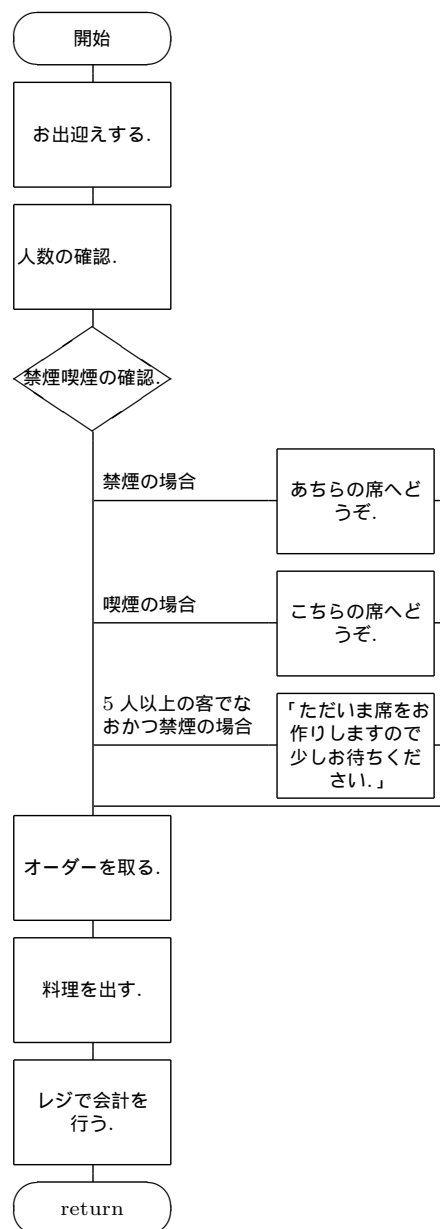 開始
お出迎えする.
人数の確認.
禁煙喫煙の確認.
禁煙の場合
あちらの席へど
うぞ.
喫煙の場合
こちらの席へど
うぞ.
5 人以上の客でな
おかつ禁煙の場合
「ただいま席をお
作りしますので
少しお待ちくだ
さい.」
オーダーを取る.
料理を出す.
レジで会計を
行う.
return